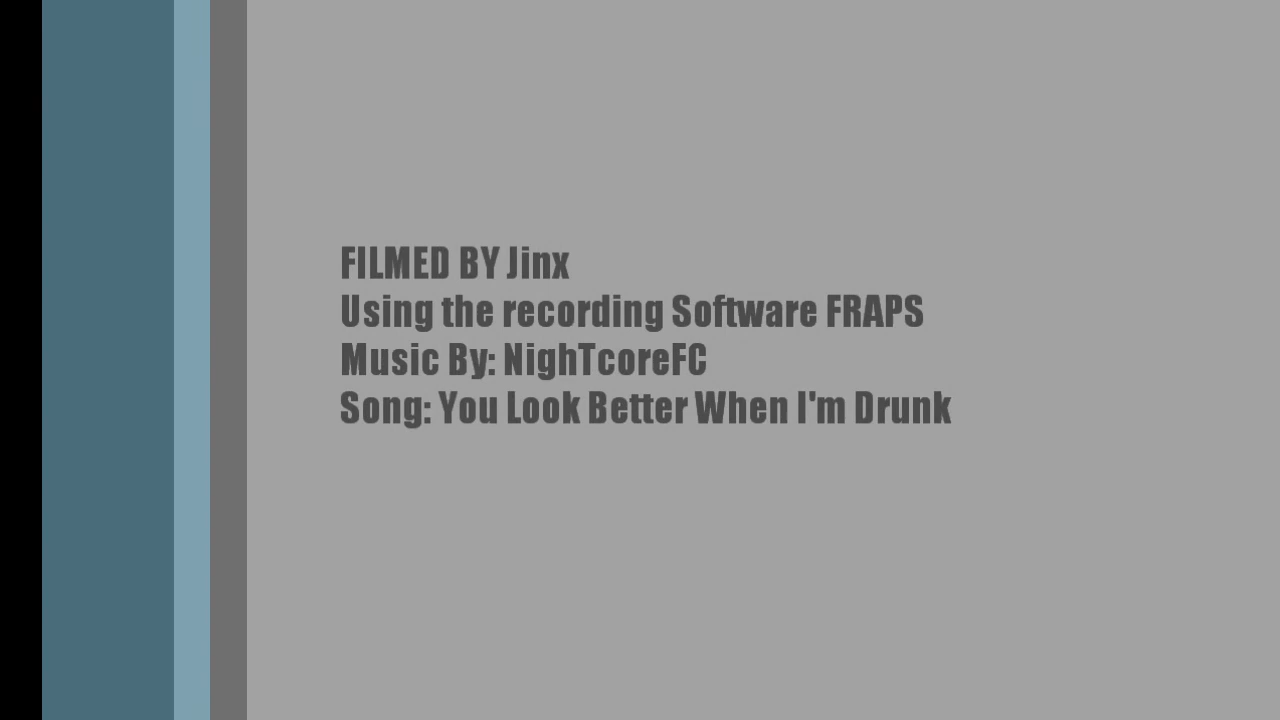 FILMED BY Jinx
Using the recording Software FRAPS
Music By: NighTcoreFC
Song: You Look Better When I'm Drunk